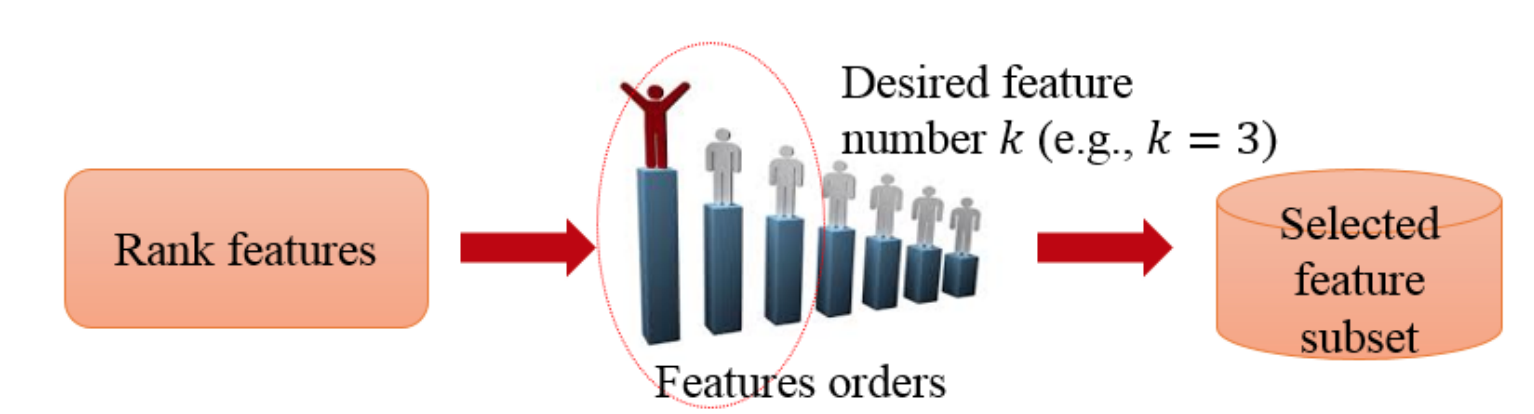 Rank features
Desired feature
number k (e.g., k = 3)
Features orders
Selected
feature
subset